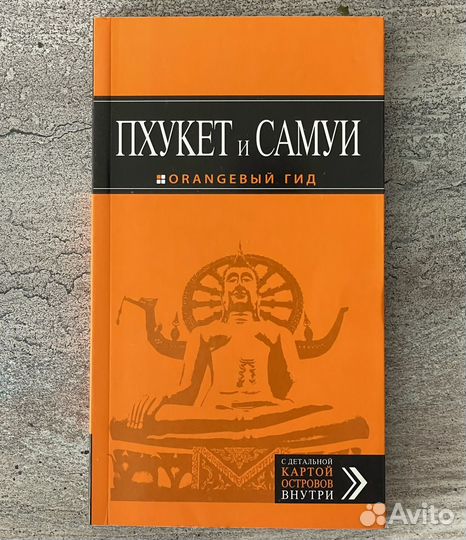 ПХУКЕТ И САМУИ
ORANGEВЫЙ ГИД
С ДЕТАЛЬНОЙ
КАРТОЙ
ОСТРОВОВ
ВНУТРИ
Avito